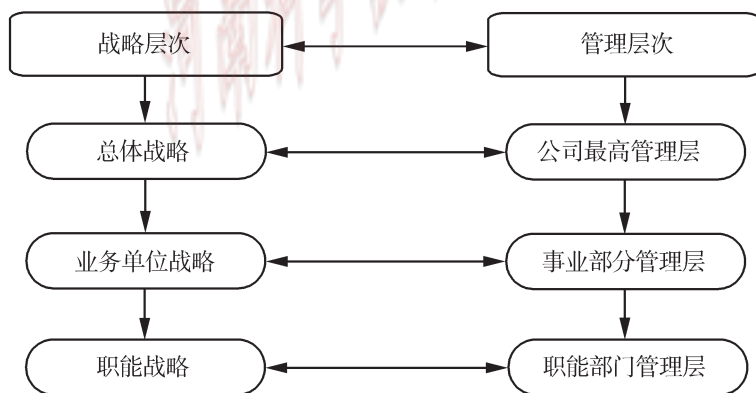 战略层次 管理层次
总体战略 公司最高管理层
业务单位战略 事业部分管理层
职能战略 职能部门管理层